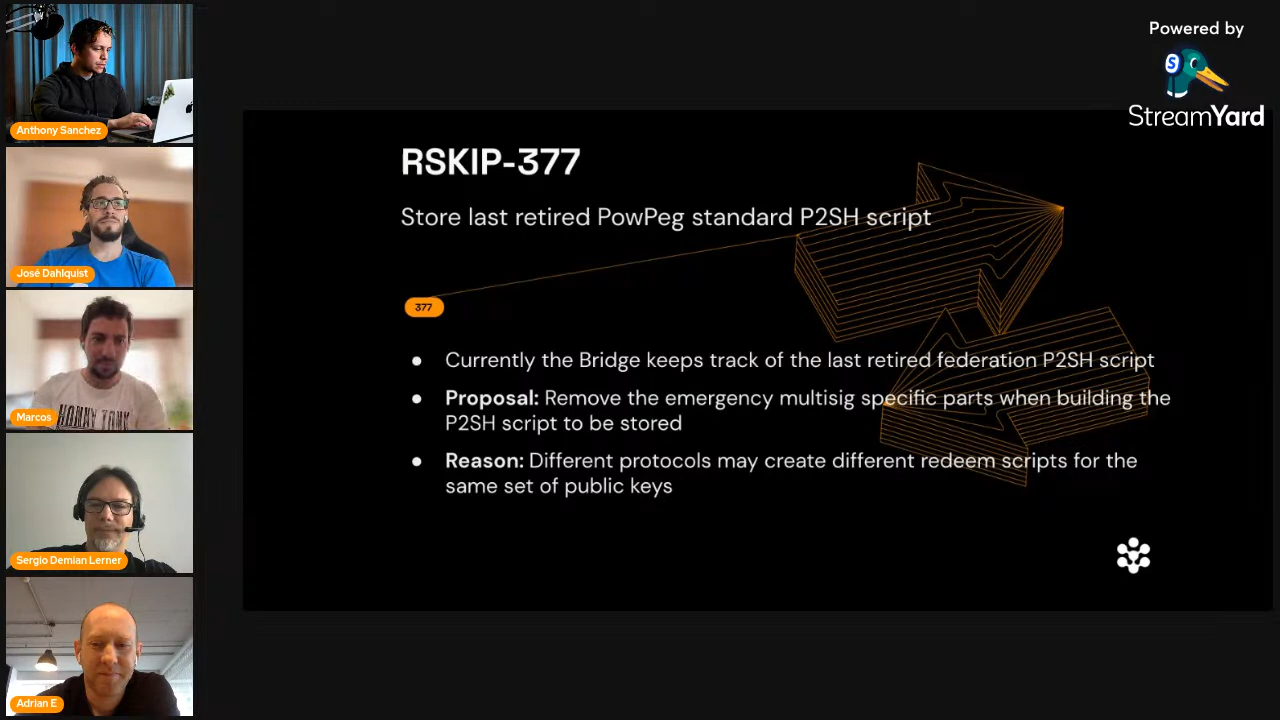 Powered by
StreamYard
Anthony Sanchez
José Dahlquist
Marcos
Sergio Demian Lerner
Adrian E
RSKIP-377
Store last retired PowPeg standard P2SH script
377
● Currently the Bridge keeps track of the last retired federation P2SH script
● Proposal: Remove the emergency multisig specific parts when building the
P2SH script to be stored
● Reason: Different protocols may create different redeem scripts for the
same set of public keys